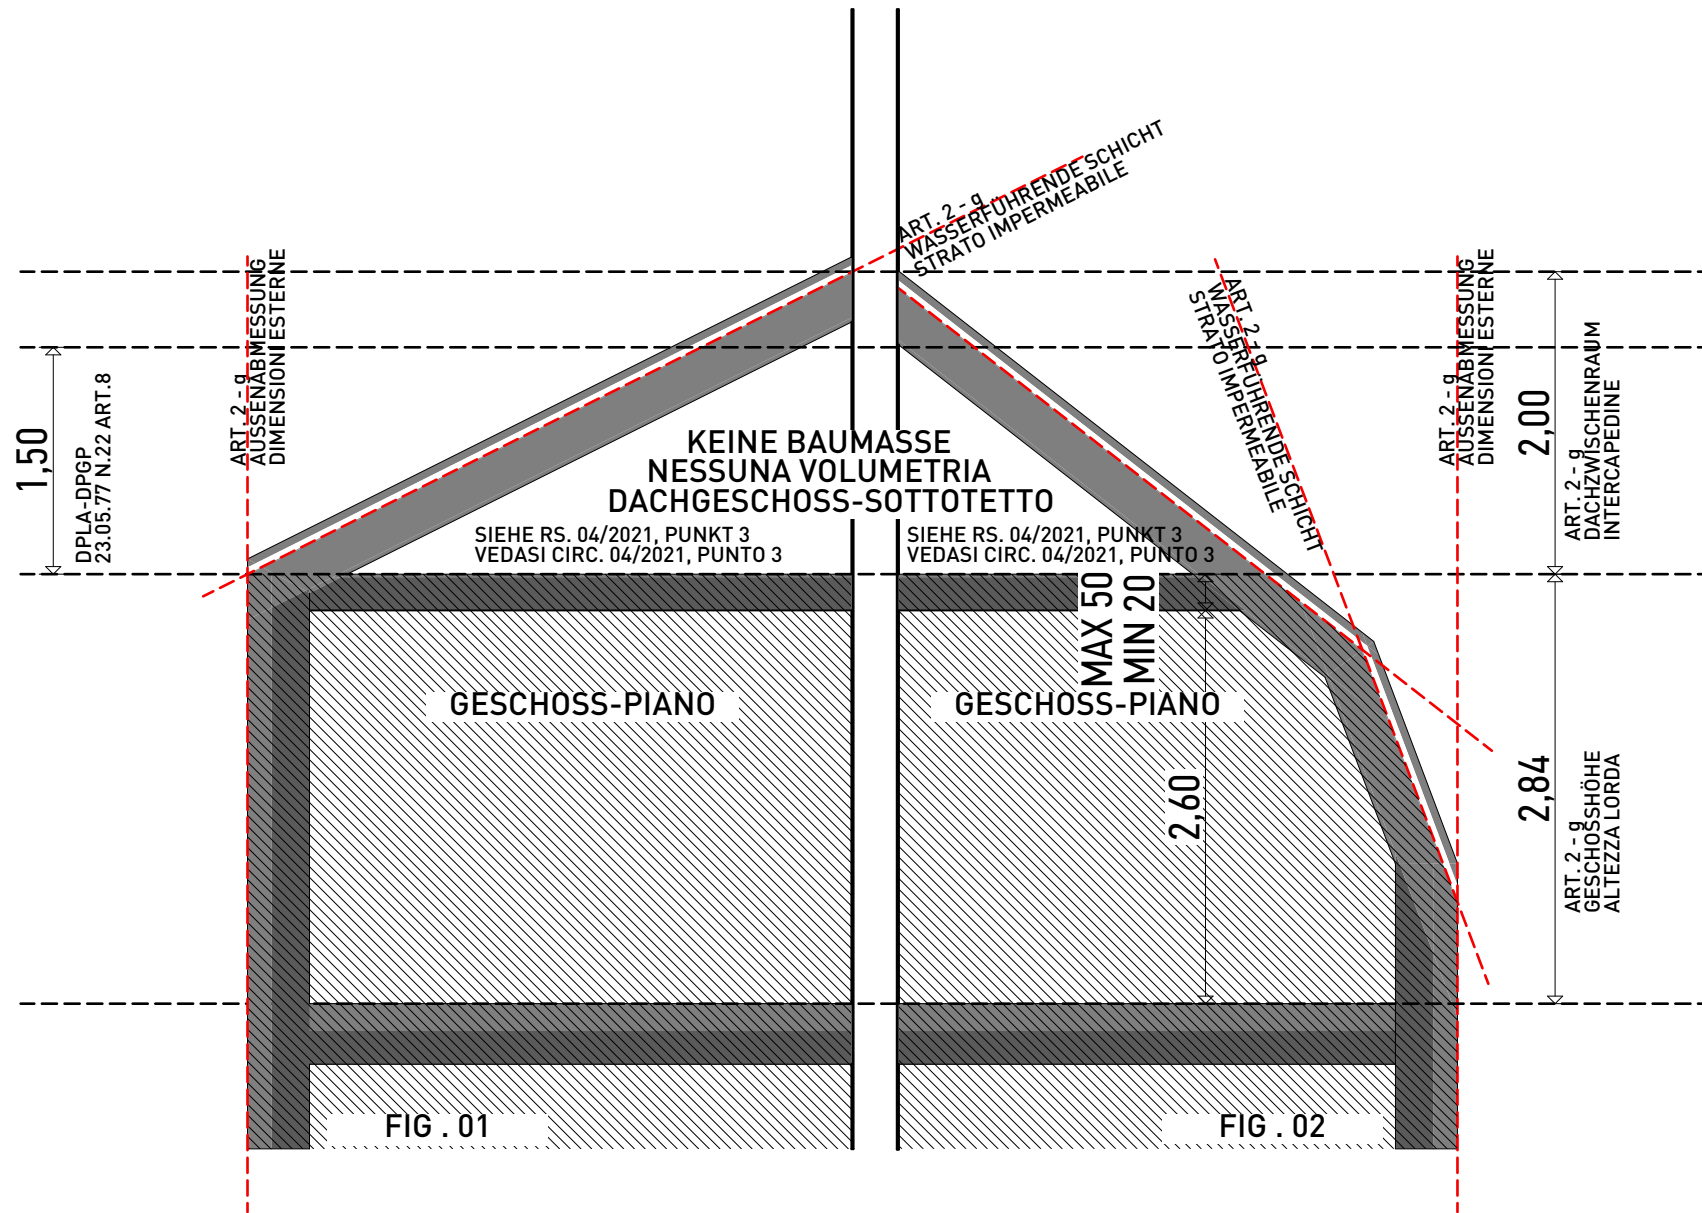 ART. 2 - g
WASSERFÜHRENDE SCHICHT
STRATO IMPERMEABILE
ART. 2 - g
AUSSENABMESSUNG
DIMENSIONI ESTERNE
ART. 2 - g
WASSERFÜHRENDE SCHICHT
STRATO IMPERMEABILE
ART. 2 - g
AUSSENABMESSUNG
DIMENSIONI ESTERNE
1,50
DPLA-DPGP
23.05.77 N.22 ART.8
2,00
ART. 2 - g
DACHZWISCHENRAUM
INTERCAPEDINE
KEINE BAUMASSE
NESSUNA VOLUMETRIA
DACHGESCHOSS-SOTTOTETTO
SIEHE RS. 04/2021, PUNKT 3
VEDASI CIRC. 04/2021, PUNTO 3
SIEHE RS. 04/2021, PUNKT 3
VEDASI CIRC. 04/2021, PUNTO 3
MAX 50
MIN 20
GESCHOSS-PIANO
GESCHOSS-PIANO
2,60
2,84
ART. 2 - g
GESCHOSSHÖHE
ALTEZZA LORDA
FIG . 01
FIG . 02